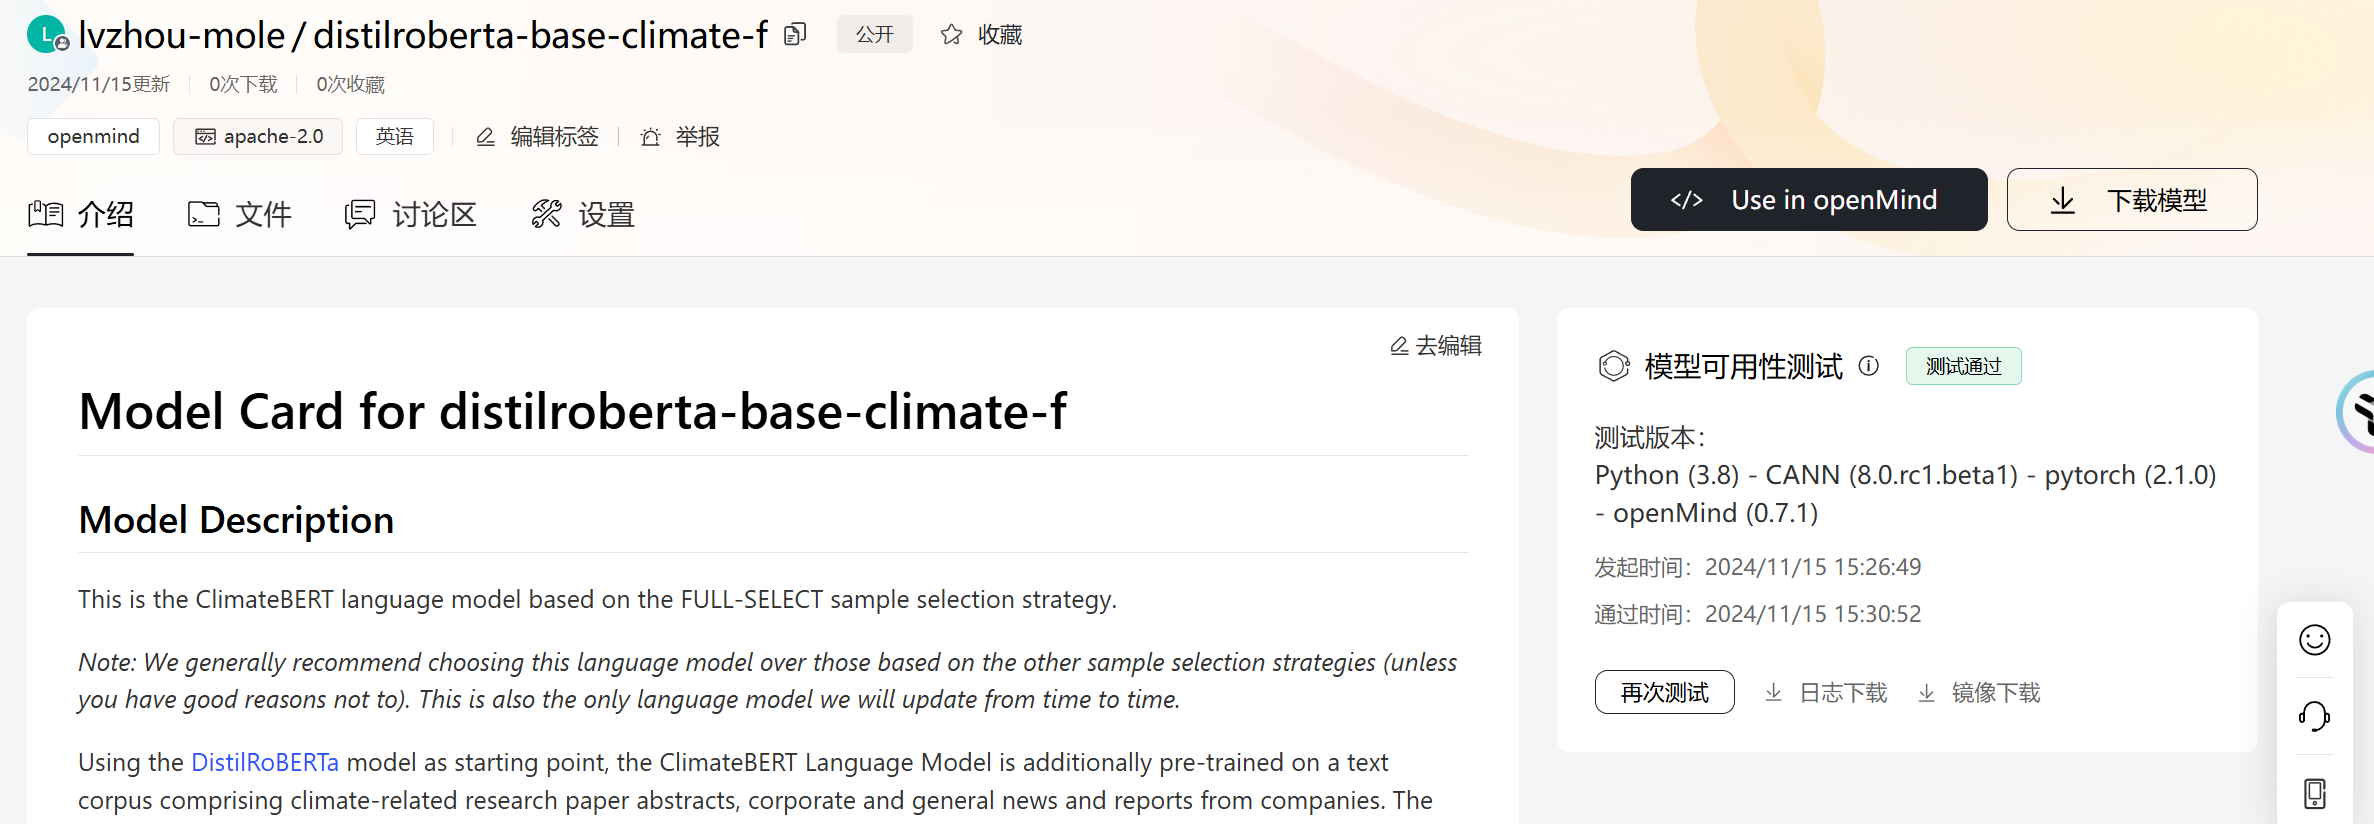 L lvzhou-mole / distilroberta-base-climate-f 公开 收藏
2024/11/15更新 0次下载 0次收藏
openmind apache-2.0 英语 编辑标签 举报
介绍 文件 讨论区 设置 </> Use in openMind 下载模型
去编辑
Model Card for distilroberta-base-climate-f
Model Description
This is the ClimateBERT language model based on the FULL-SELECT sample selection strategy.
Note: We generally recommend choosing this language model over those based on the other sample selection strategies (unless
you have good reasons not to). This is also the only language model we will update from time to time.
Using the DistilRoBERTa model as starting point, the ClimateBERT Language Model is additionally pre-trained on a text
corpus comprising climate-related research paper abstracts, corporate and general news and reports from companies. The
模型可用性测试 测试通过
测试版本：
Python (3.8) - CANN (8.0.rc1.beta1) - pytorch (2.1.0)
- openMind (0.7.1)
发起时间：2024/11/15 15:26:49
通过时间：2024/11/15 15:30:52
再次测试 日志下载 镜像下载